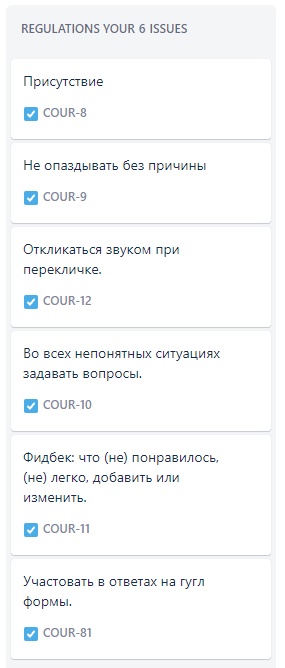 REGULATIONS YOUR 6 ISSUES
Присутствие
COUR-8
Не опаздывать без причины
COUR-9
Откликаться звуком при
перекличке.
COUR-12
Во всех непонятных ситуациях
задавать вопросы.
COUR-10
Фидбек: что (не) понравилось,
(не) легко, добавить или
изменить.
COUR-11
Участовать в ответах на гугл
формы.
COUR-81